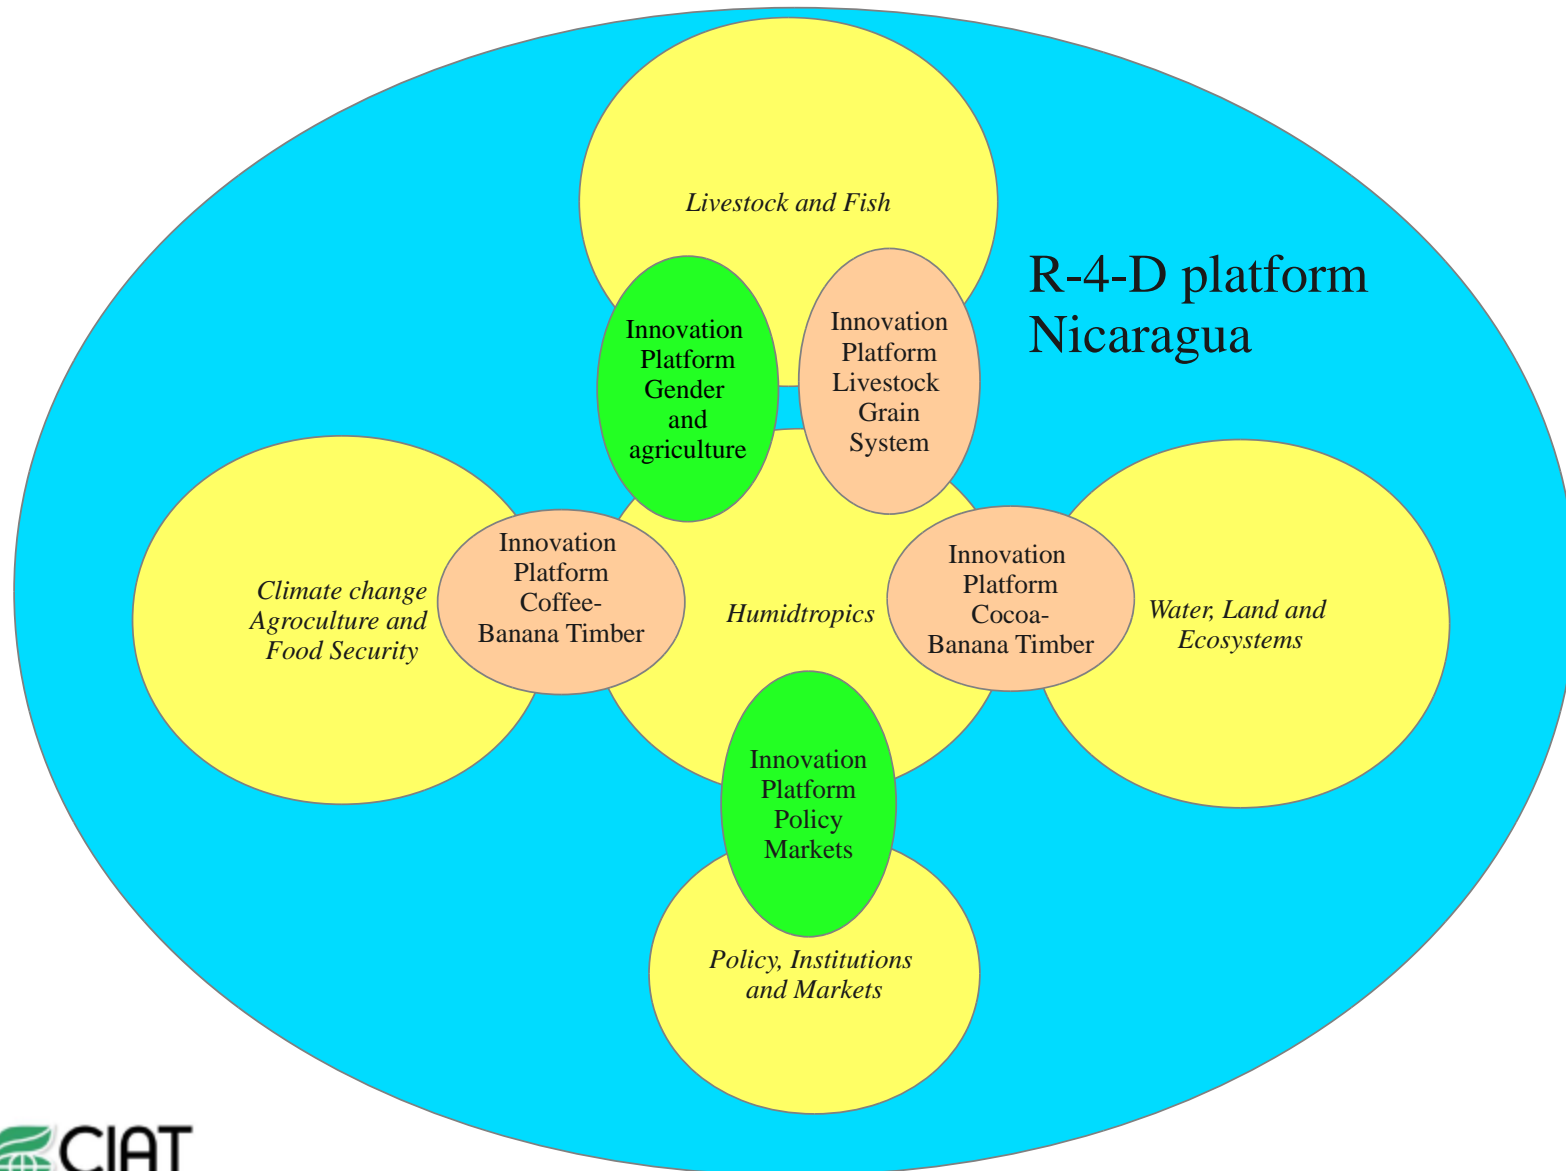 Livestock and Fish
R-4-D platform
Nicaragua
Innovation
Platform
Gender
and
agriculture
Innovation
Platform
Livestock
Grain
System
Climate change
Agroculture and
Food Security
Innovation
Platform
Coffee-
Banana Timber
Humidtropics
Innovation
Platform
Cocoa-
Banana Timber
Water, Land and
Ecosystems
Innovation
Platform
Policy
Markets
Policy, Institutions
and Markets
CIAT